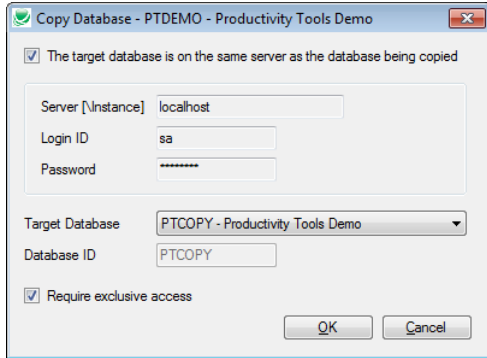 Copy Database - PTDEMO - Productivity Tools Demo
The target database is on the same server as the database being copied
Server [\Instance] localhost
Login ID sa
Password ********
Target Database PTCOPY - Productivity Tools Demo
Database ID PTCOPY
Require exclusive access
OK Cancel